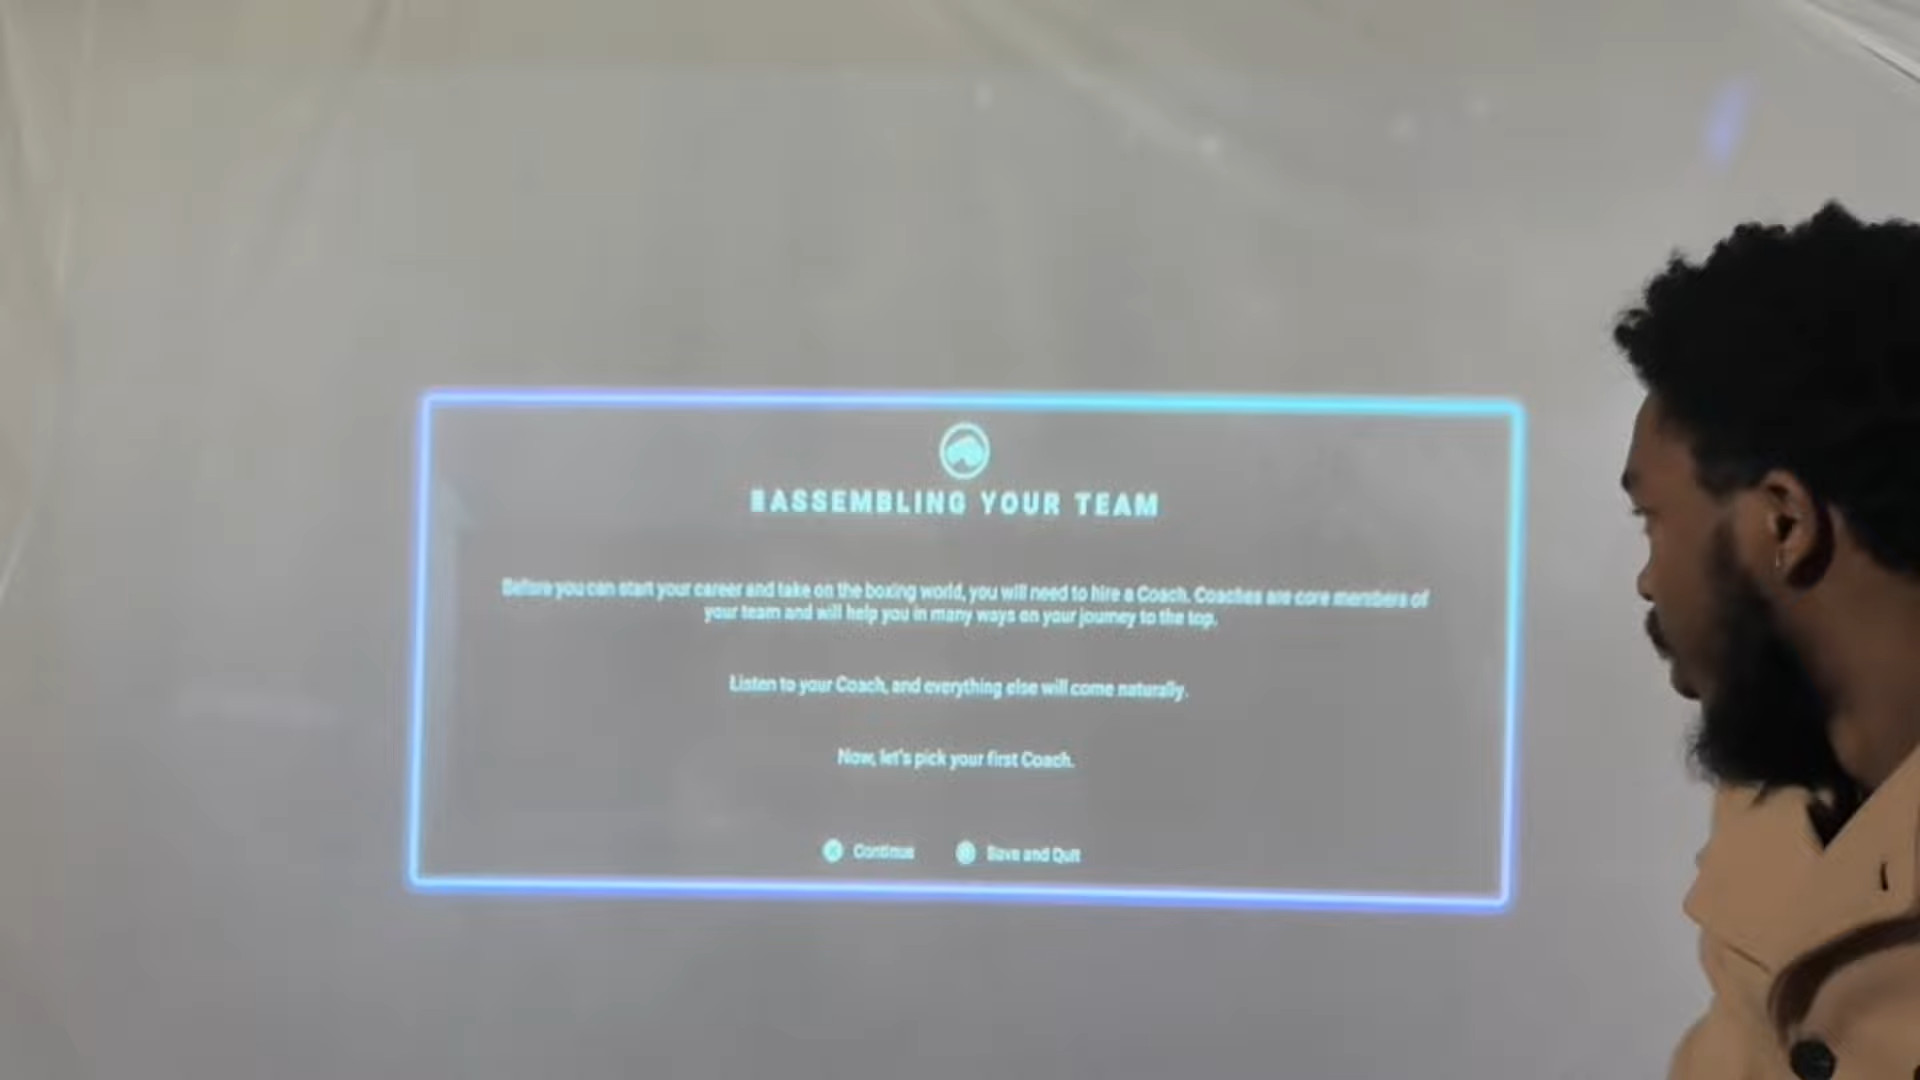 ASSEMBLING YOUR TEAM
Before you can start your career and take on the boxing world, you will need to hire a Coach. Coaches are core members of
your team and will help you in many ways on your journey to the top.
Listen to your Coach, and everything else will come naturally.
Now, let's pick your first Coach.
Continue Save and Quit